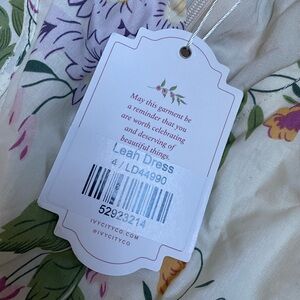 May this garment be
a reminder that you
are worth celebrating
and deserving of
beautiful things.
Leah Dress
4 / LD44990
52923214
IVYCITYCO.COM
@IVYCITYCO